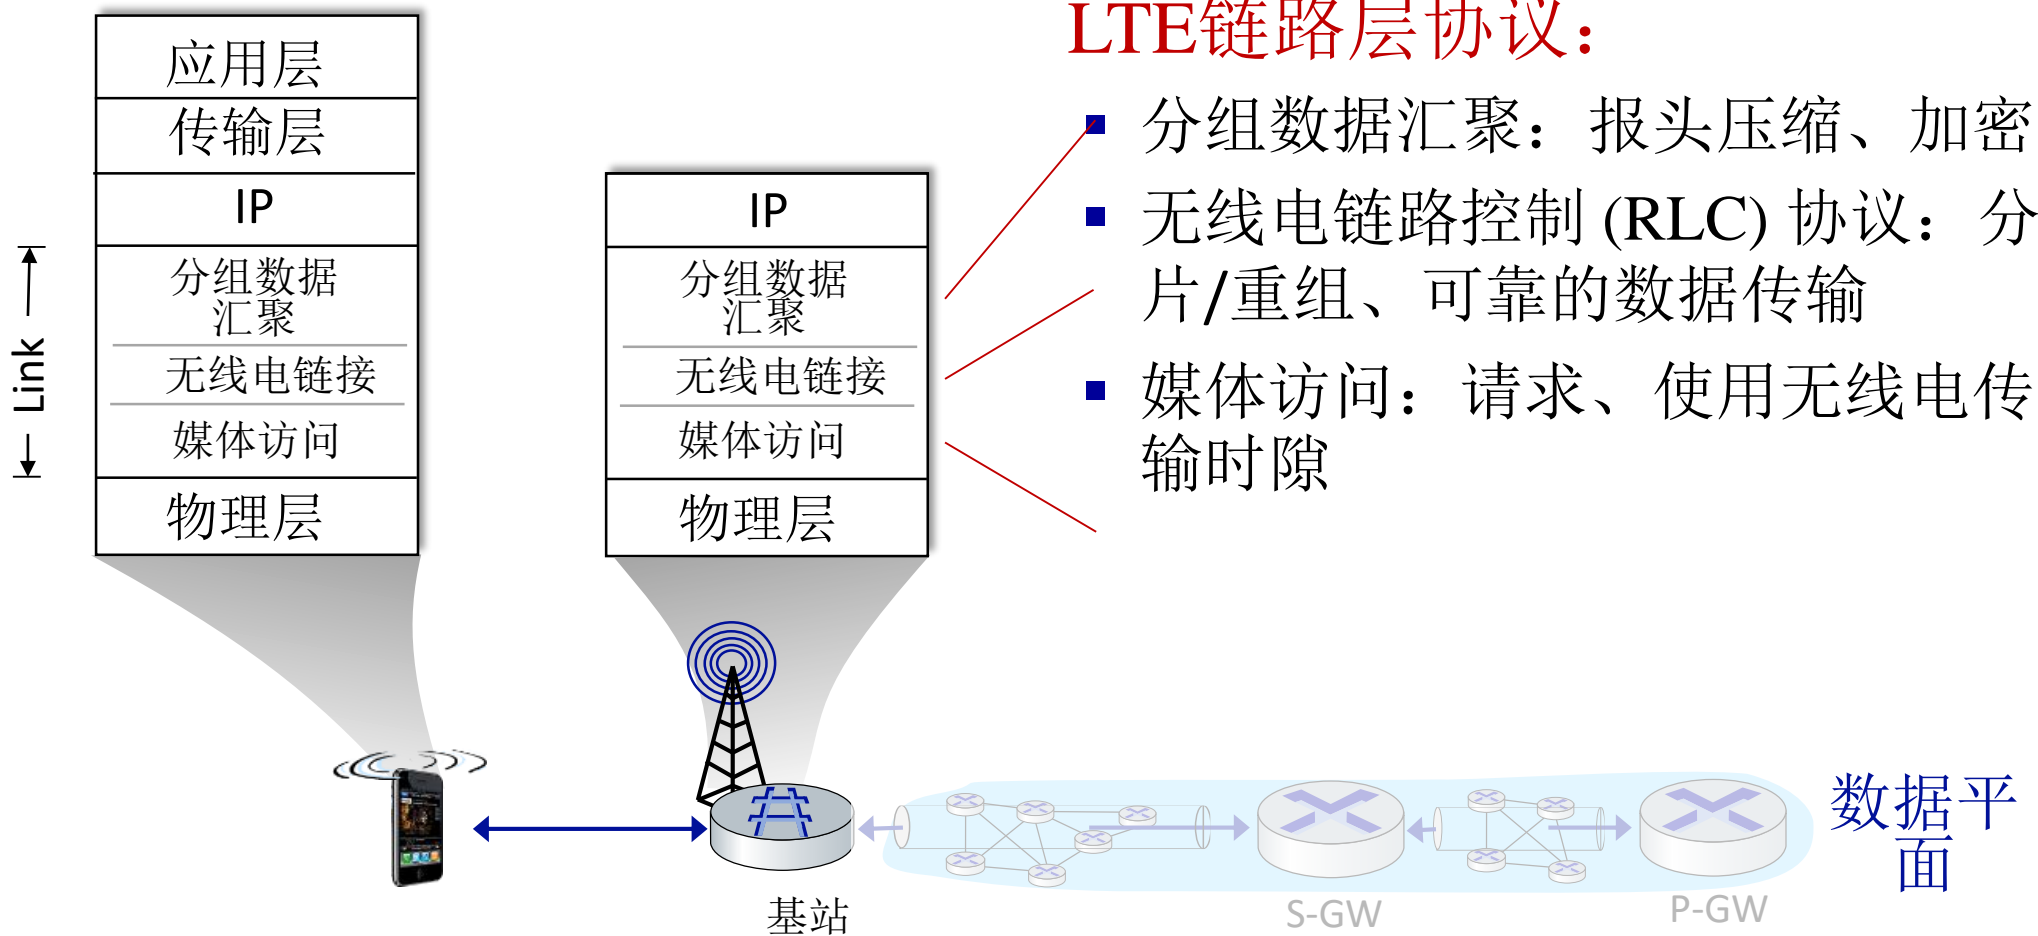 应用层
传输层
IP
分组数据
汇聚
无线电链接
媒体访问
物理层
Link
IP
分组数据
汇聚
无线电链接
媒体访问
物理层
LTE链路层协议：
分组数据汇聚：报头压缩、加密
无线电链路控制 (RLC) 协议：分
片/重组、可靠的数据传输
媒体访问：请求、使用无线电传
输时隙
基站
S-GW
P-GW
数据平
面